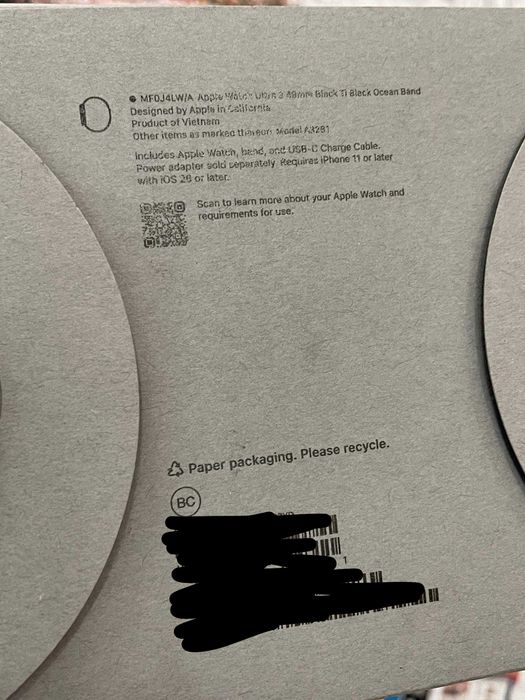 MF0J4LW/A Apple Watch Ultra 3 49mm Black Ti Black Ocean Band
Designed by Apple in California
Product of Vietnam
Other items as marked thereon Model A3281
Includes Apple Watch, band, and USB-C Charge Cable.
Power adapter sold separately. Requires iPhone 11 or later
with iOS 26 or later.
Scan to learn more about your Apple Watch and
requirements for use.
Paper packaging. Please recycle.
BC
1